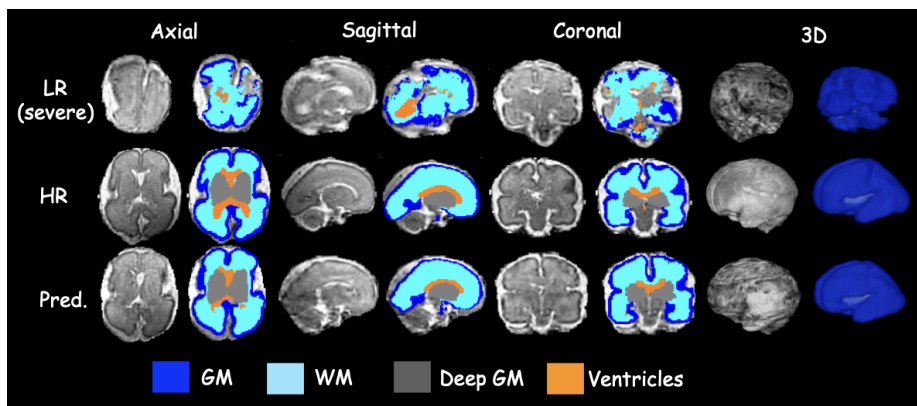 Axial Sagittal Coronal 3D
LR
(severe)
HR
Pred.
GM WM Deep GM Ventricles